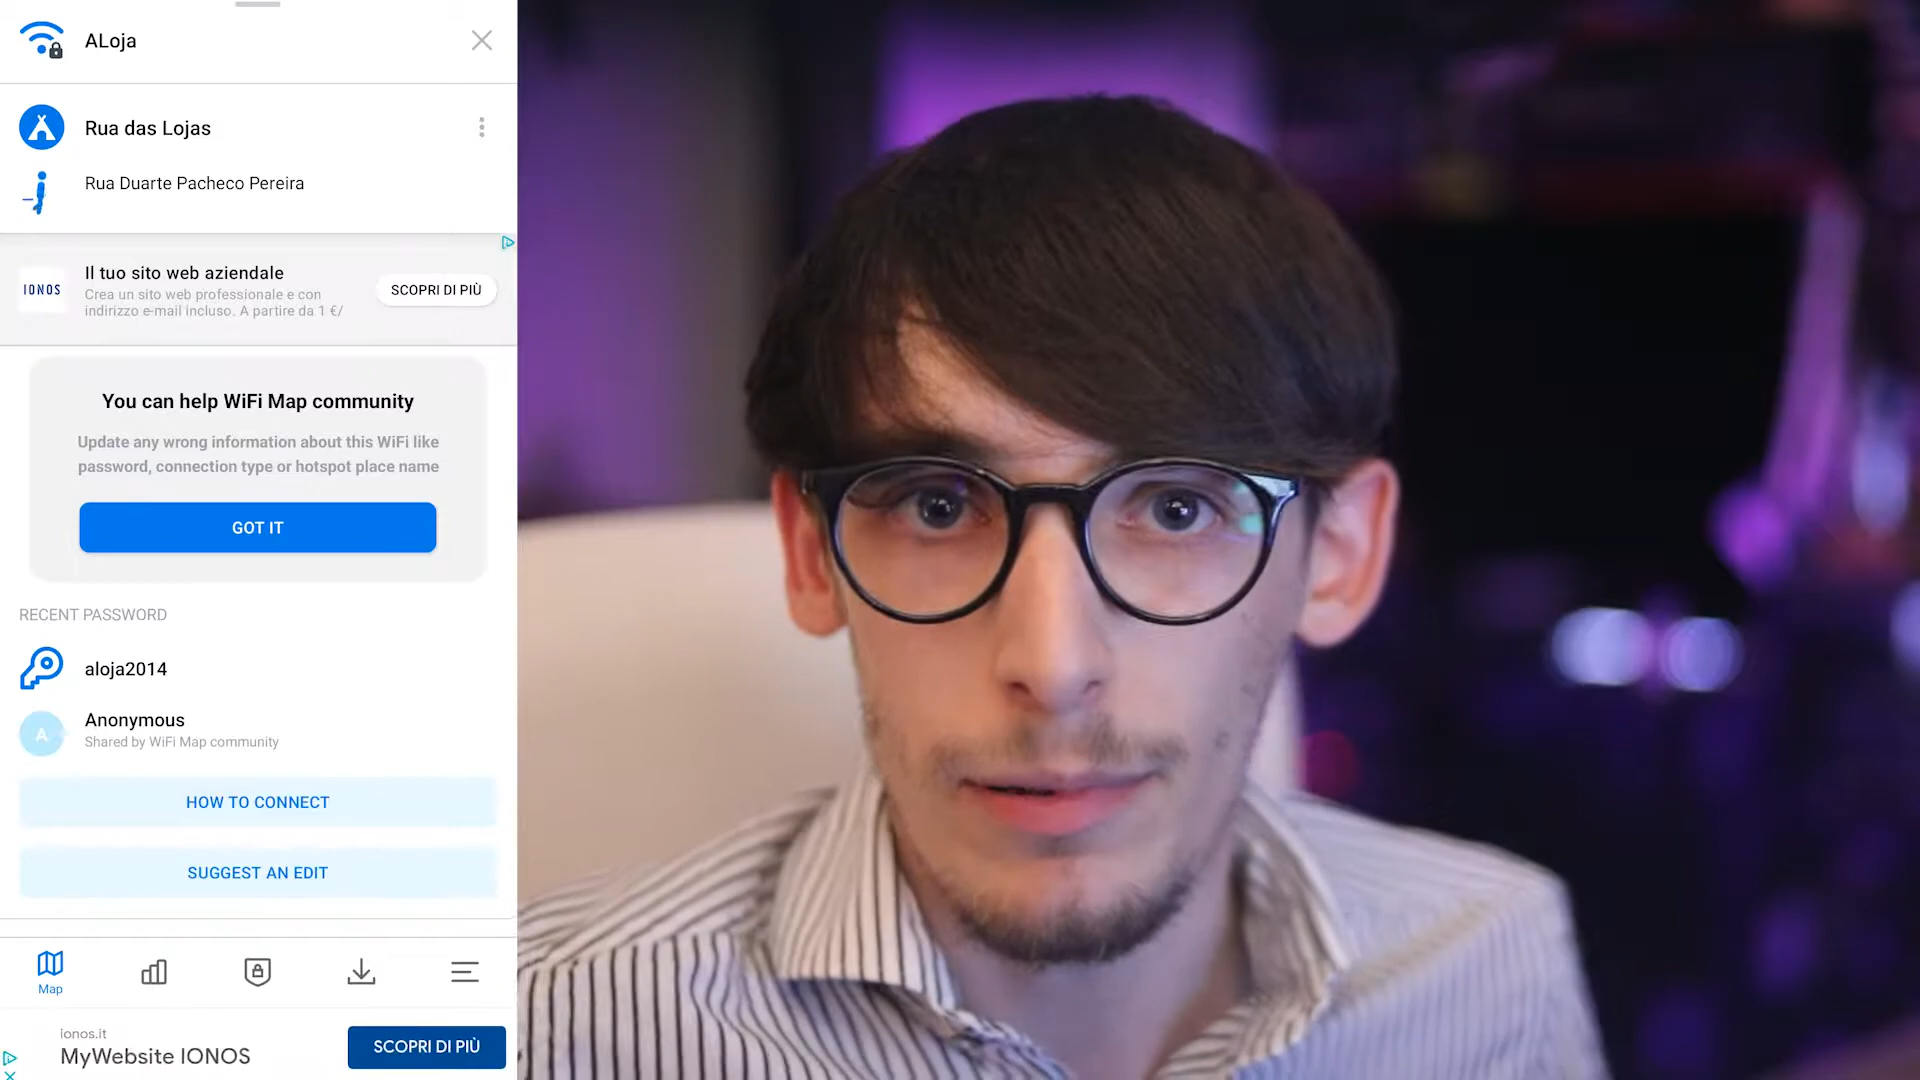 ALoja
Rua das Lojas
Rua Duarte Pacheco Pereira
IONOS
Il tuo sito web aziendale
Crea un sito web professionale e con
indirizzo e-mail incluso. A partire da 1 €/
SCOPRI DI PIÙ
You can help WiFi Map community
Update any wrong information about this WiFi like
password, connection type or hotspot place name
GOT IT
RECENT PASSWORD
aloja2014
A
Anonymous
Shared by WiFi Map community
HOW TO CONNECT
SUGGEST AN EDIT
Map
ionos.it
MyWebsite IONOS
SCOPRI DI PIÙ